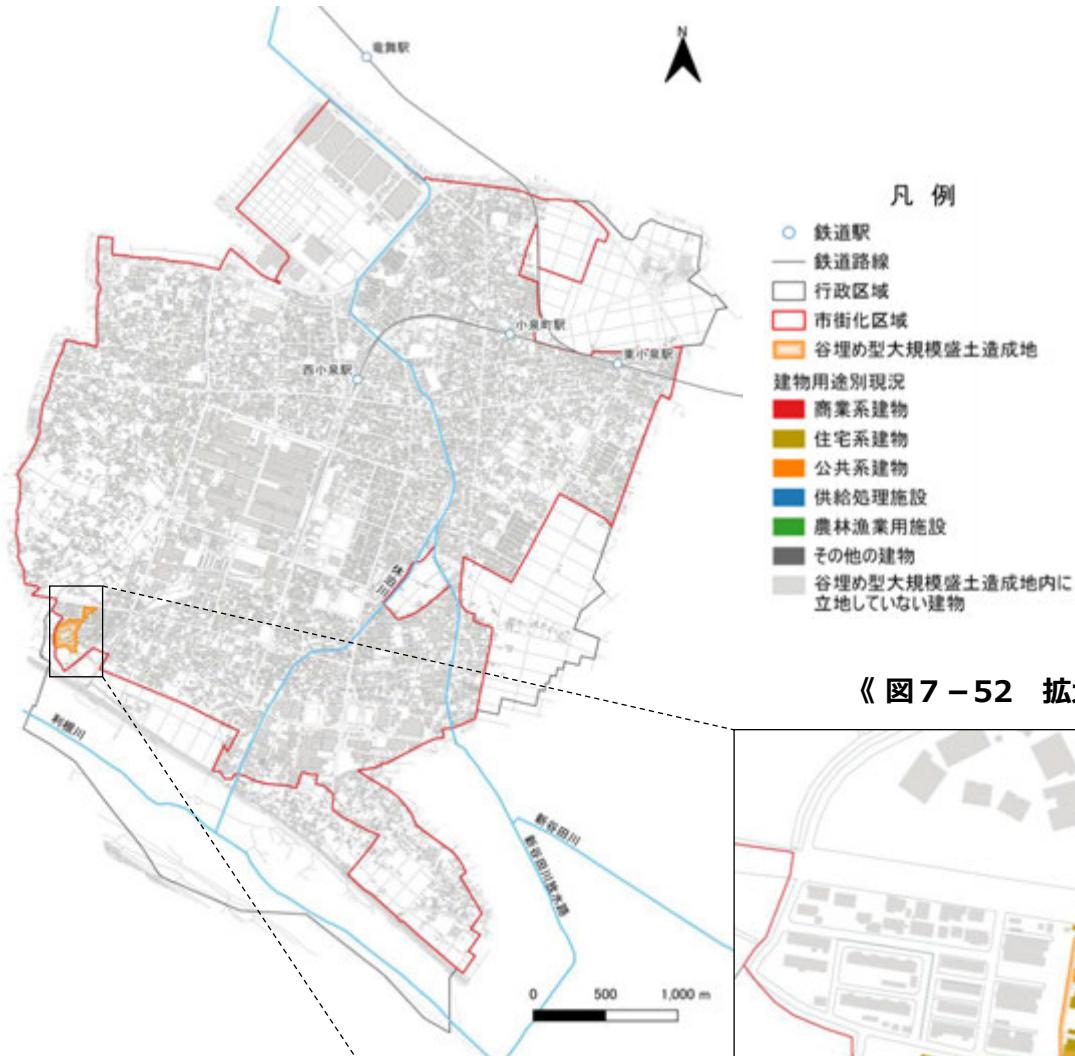 N
竜舞駅
凡 例
鉄道駅
鉄道路線
行政区域
市街化区域
谷埋め型大規模盛土造成地
建物用途別現況
商業系建物
住宅系建物
公共系建物
供給処理施設
農林漁業用施設
その他の建物
谷埋め型大規模盛土造成地内に
立地していない建物
小泉町駅
東小泉駅
西小泉駅
休泊川
利根川
新谷田川
新谷田川放水路
0 500 1,000 m
《 図７－52 拡